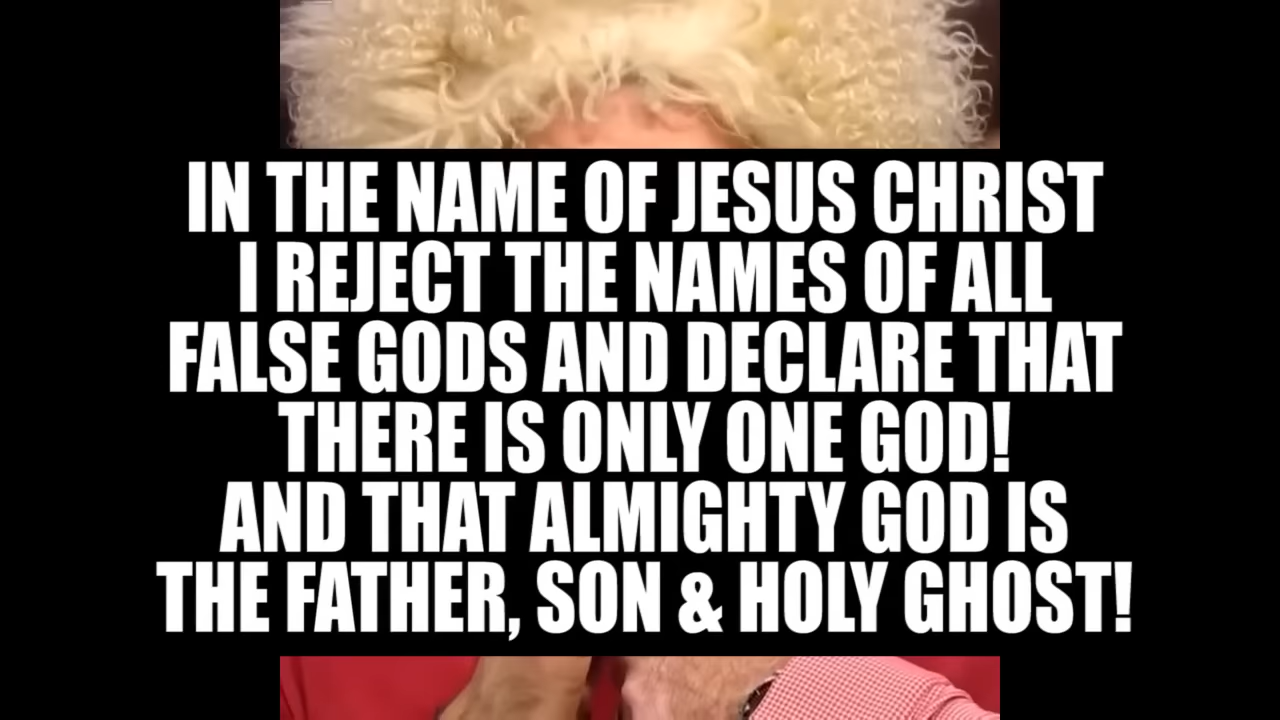 IN THE NAME OF JESUS CHRIST
I REJECT THE NAMES OF ALL
FALSE GODS AND DECLARE THAT
THERE IS ONLY ONE GOD!
AND THAT ALMIGHTY GOD IS
THE FATHER, SON & HOLY GHOST!